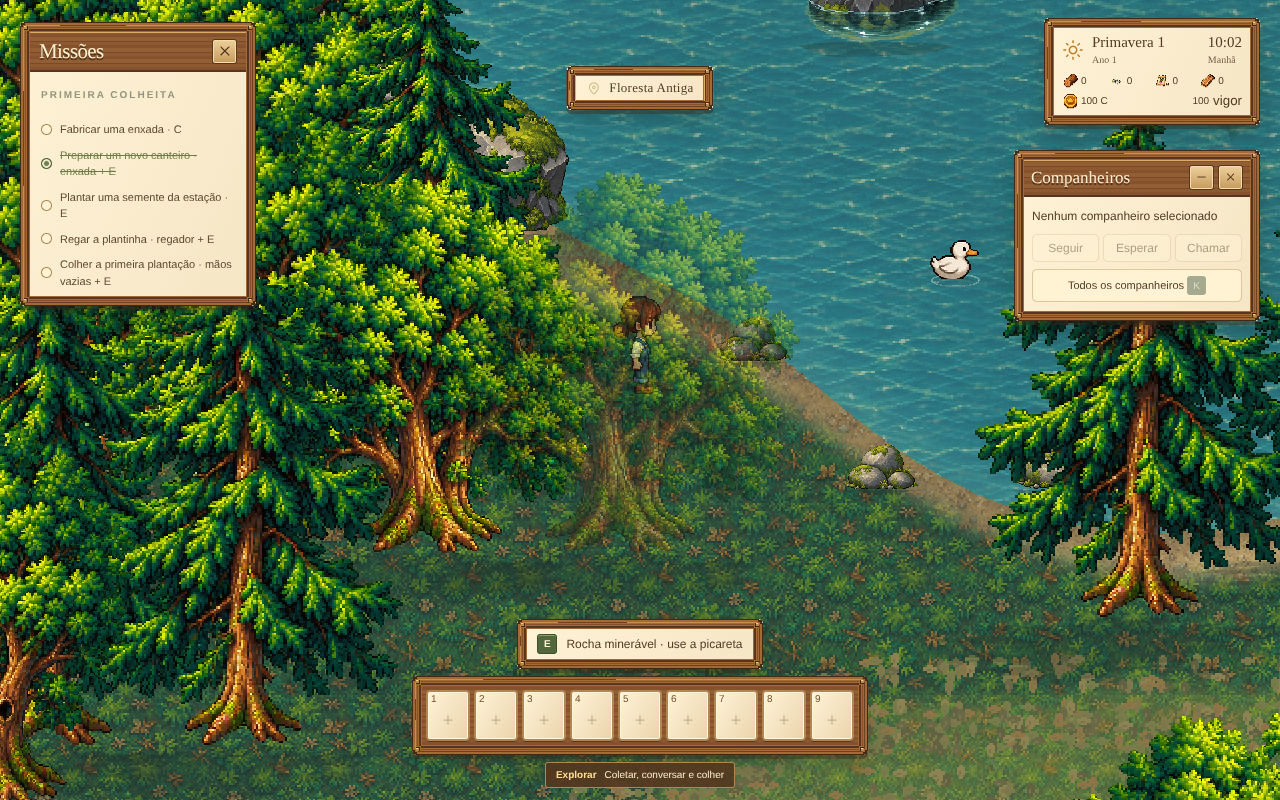 Missões
PRIMEIRA COLHEITA
Fabricar uma enxada · C
Preparar um novo canteiro ·
enxada + E
Plantar uma semente da estação ·
E
Regar a plantinha · regador + E
Colher a primeira plantação · mãos
vazias + E
Floresta Antiga
Primavera 1 10:02
Ano 1 Manhã
0 0 0 0
100 C 100 vigor
Companheiros
Nenhum companheiro selecionado
Seguir Esperar Chamar
Todos os companheiros K
E Rocha minerável · use a picareta
1 2 3 4 5 6 7 8 9
+ + + + + + + + +
Explorar Coletar, conversar e colher